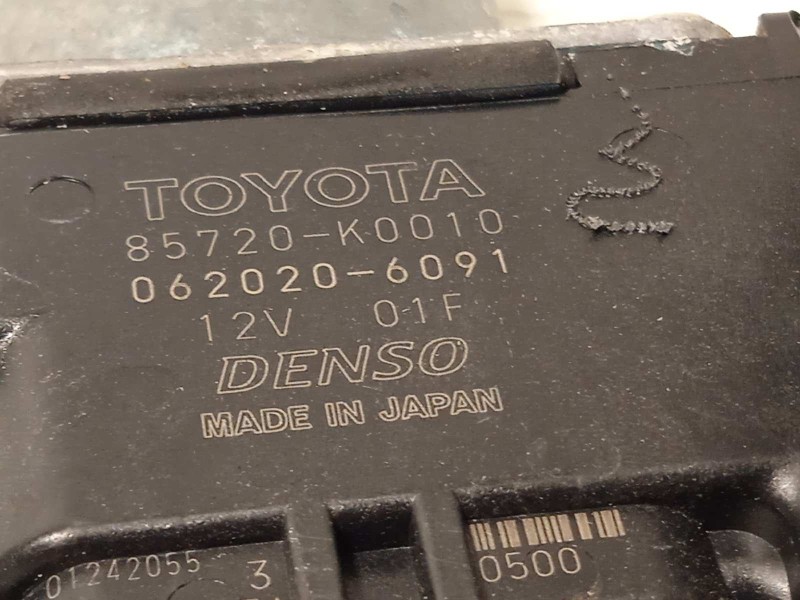 TOYOTA
85720-K0010
062020-6091
12V 01F
DENSO
MADE IN JAPAN
01242055 3
0500